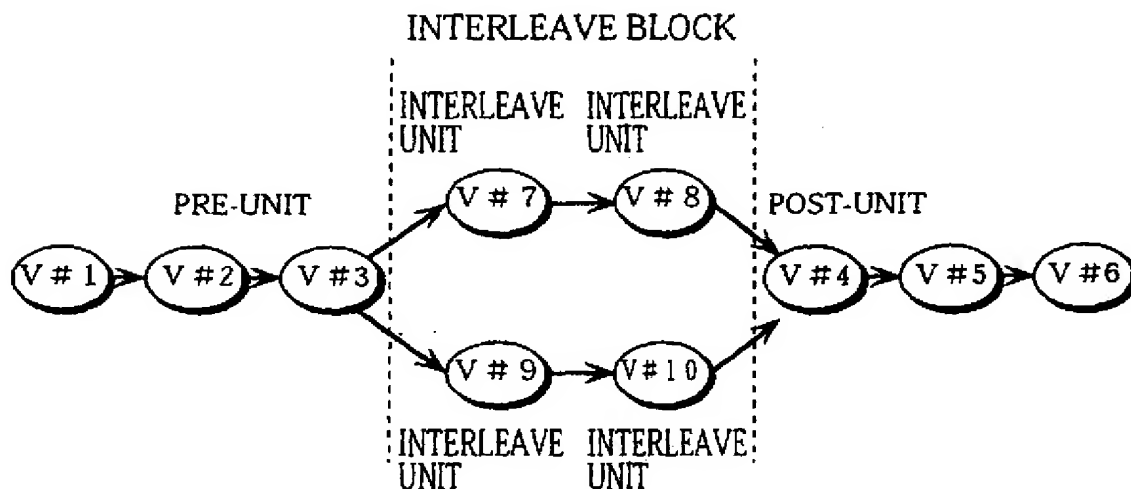 INTERLEAVE BLOCK
INTERLEAVE UNIT
INTERLEAVE UNIT
V # 7
V # 8
PRE-UNIT
POST-UNIT
V # 1
V #2
V #3
V #4
V #5
V #6
V # 9
V#10
INTERLEAVE UNIT
INTERLEAVE UNIT